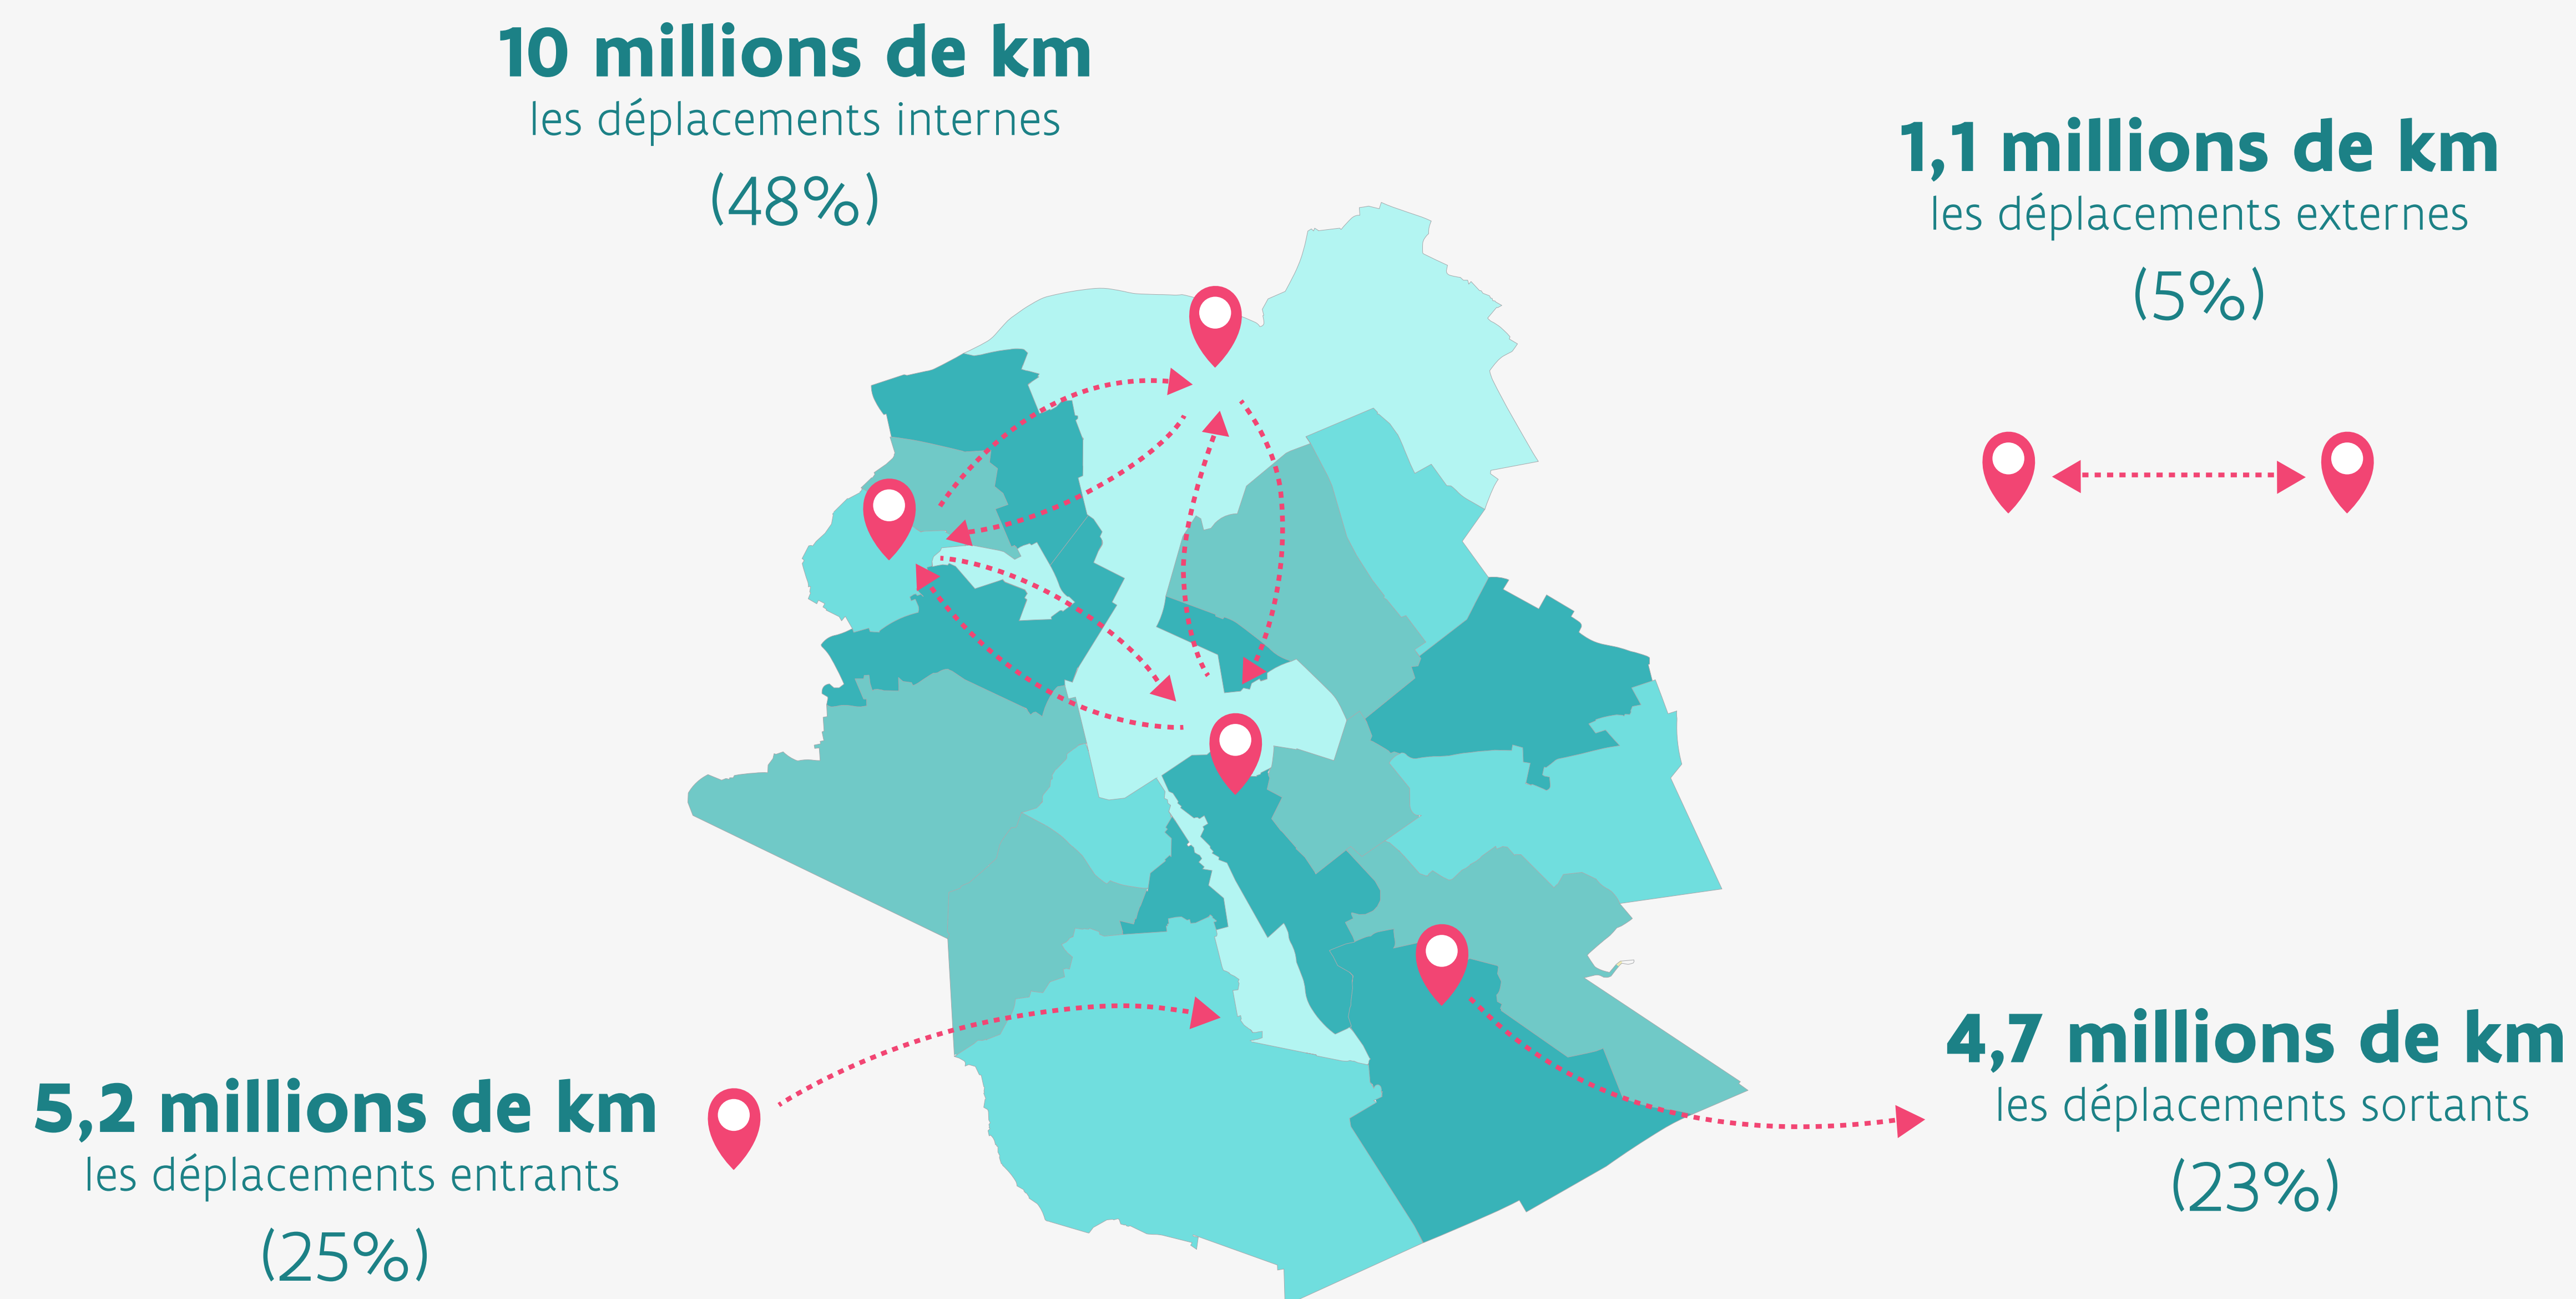 10 millions de km
les déplacements internes
(48%)
1,1 millions de km
les déplacements externes
(5%)
5,2 millions de km
les déplacements entrants
(25%)
4,7 millions de km
les déplacements sortants
(23%)